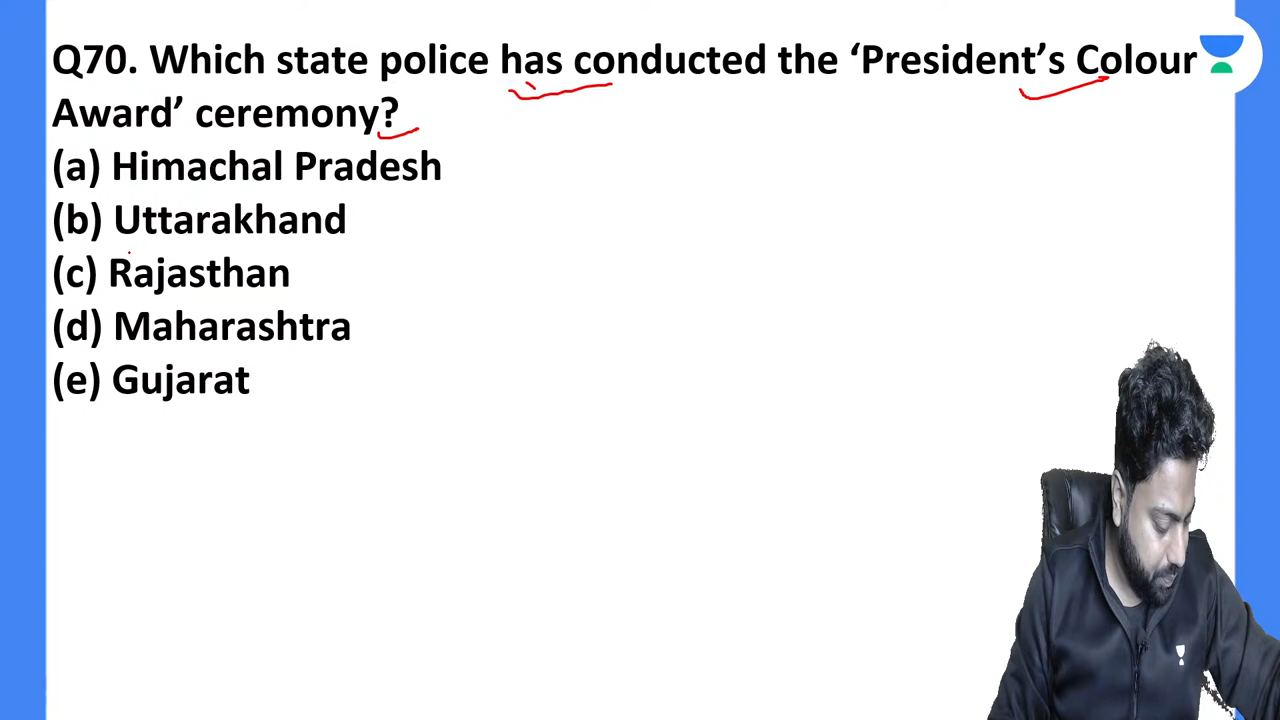 Q70. Which state police has conducted the ‘President’s Colour
Award’ ceremony?
(a) Himachal Pradesh
(b) Uttarakhand
(c) Rajasthan
(d) Maharashtra
(e) Gujarat